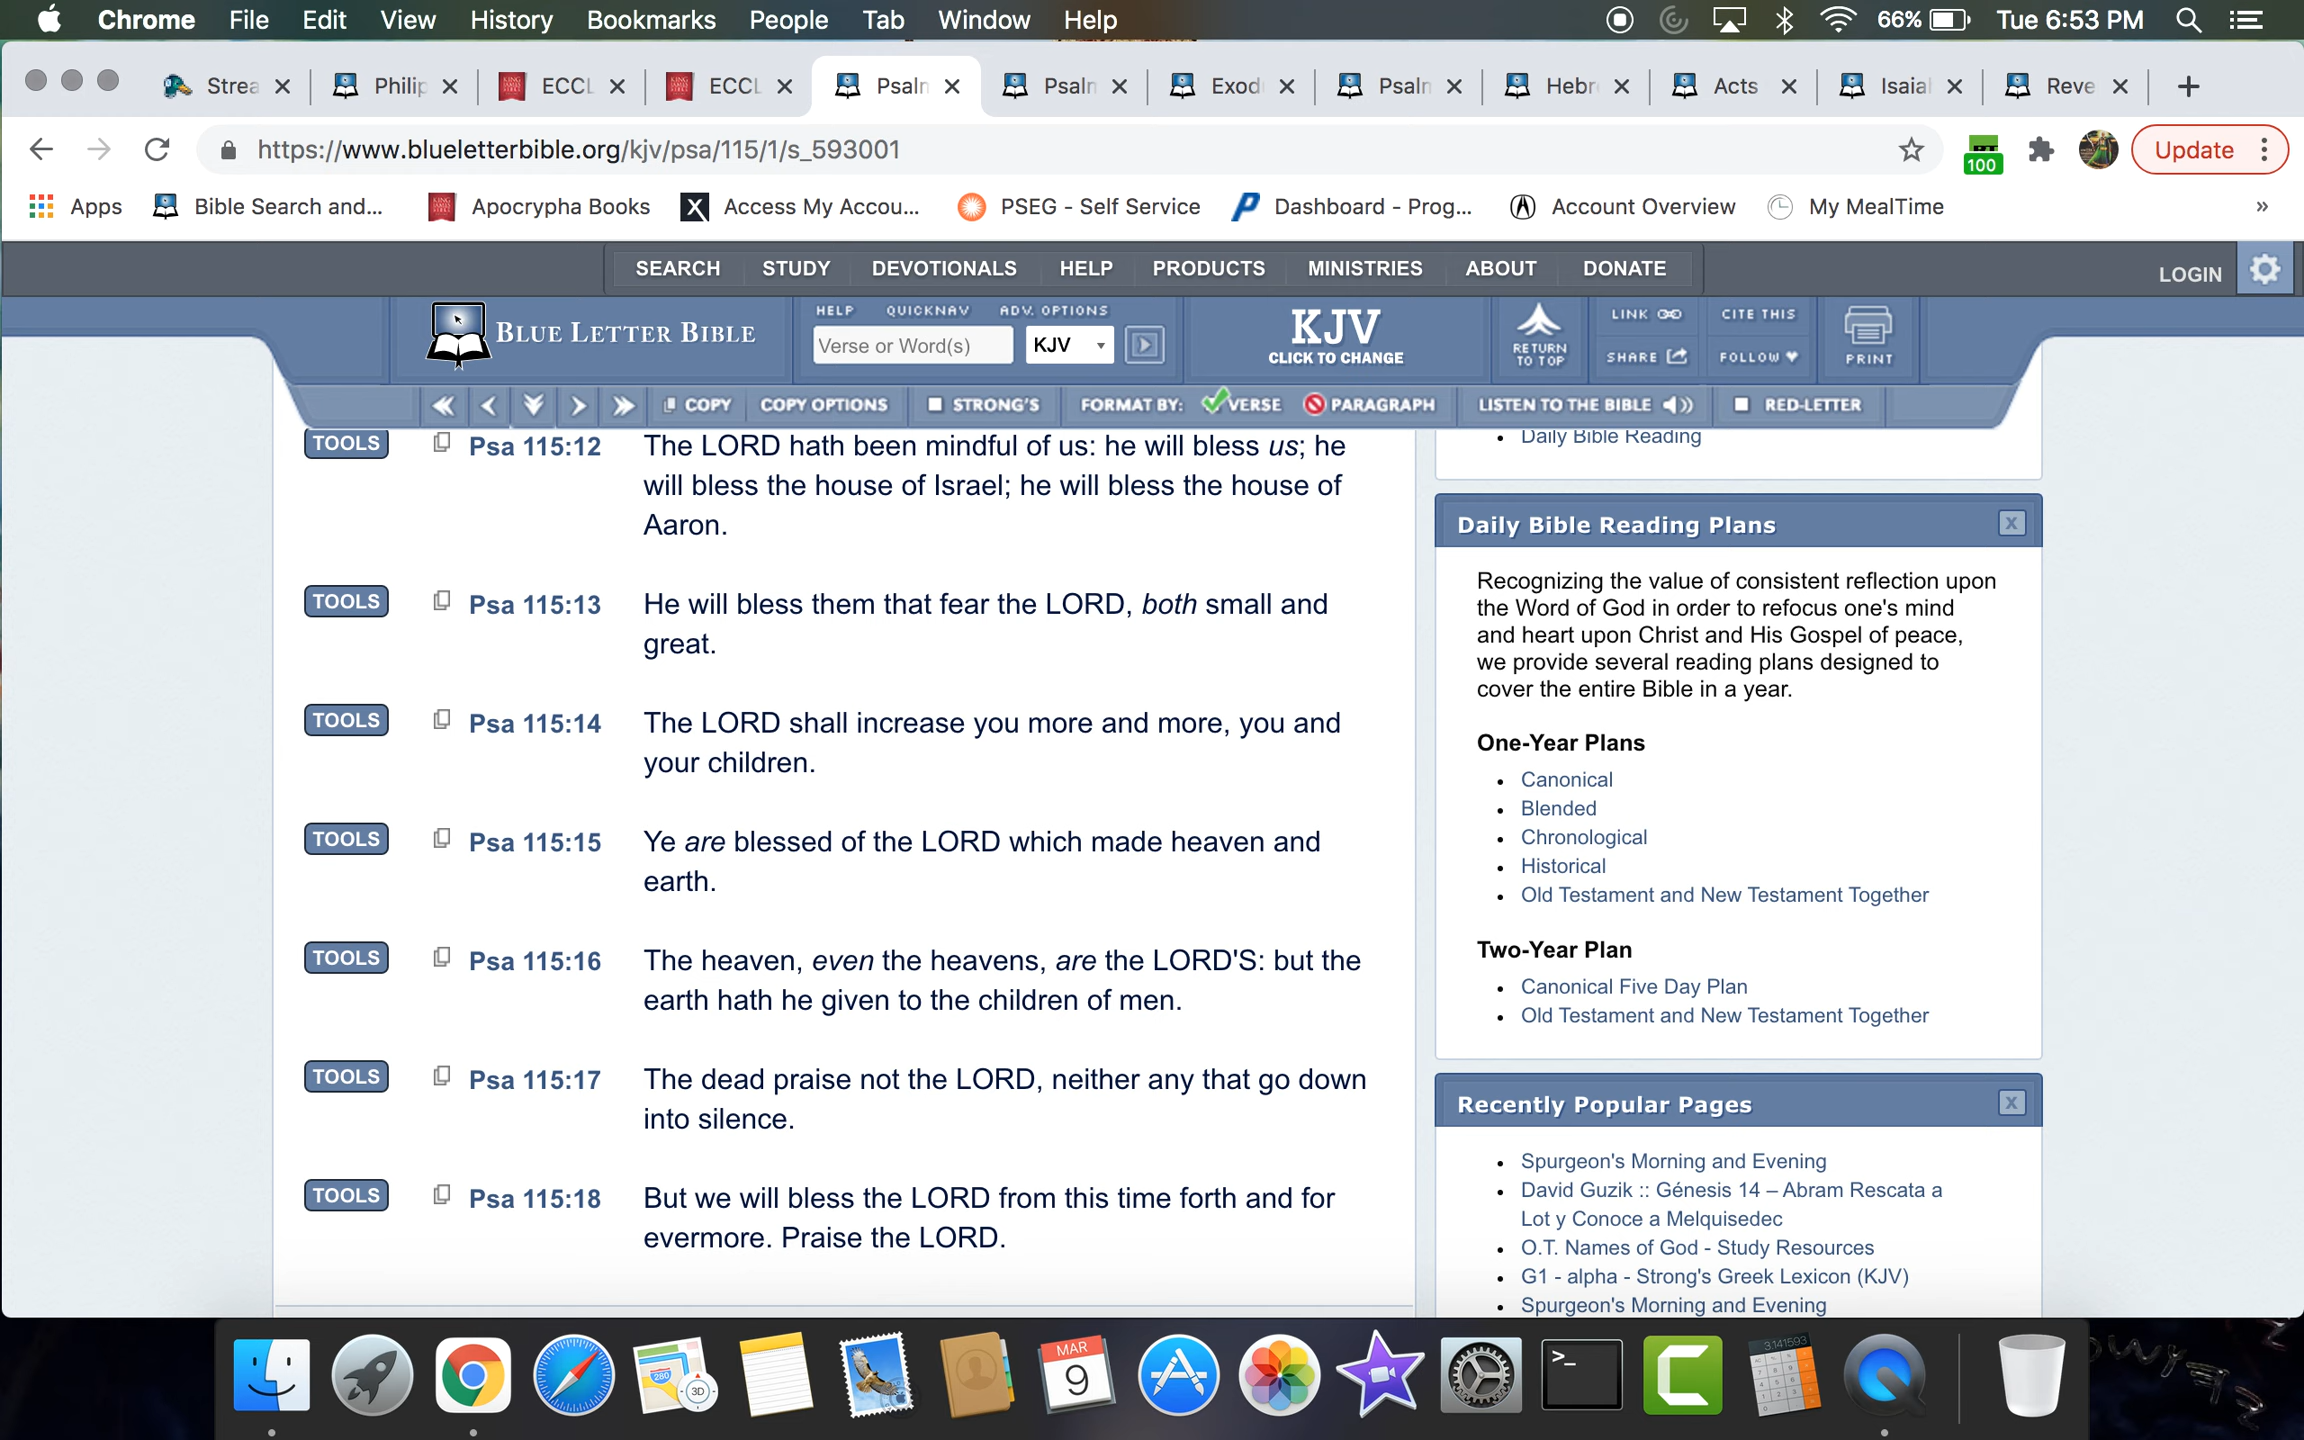 Chrome File Edit View History Bookmarks People Tab Window Help 66% Tue 6:53 PM
Strea Philip ECCL ECCL Psalm Psalm Exod Psalm Hebr Acts Isaiah Reve
https://www.blueletterbible.org/kjv/psa/115/1/s_593001 100 Update
Apps Bible Search and... Apocrypha Books Access My Accou... PSEG - Self Service Dashboard - Prog... Account Overview My MealTime »
SEARCH STUDY DEVOTIONALS HELP PRODUCTS MINISTRIES ABOUT DONATE LOGIN
HELP QUICKNAV ADV. OPTIONS
BLUE LETTER BIBLE Verse or Word(s) KJV
KJV
CLICK TO CHANGE
RETURN
TO TOP
LINK CITE THIS
SHARE FOLLOW
PRINT
COPY COPY OPTIONS STRONG'S FORMAT BY: VERSE PARAGRAPH LISTEN TO THE BIBLE RED-LETTER
TOOLS Psa 115:12 The LORD hath been mindful of us: he will bless us; he
will bless the house of Israel; he will bless the house of
Aaron.
TOOLS Psa 115:13 He will bless them that fear the LORD, both small and
great.
TOOLS Psa 115:14 The LORD shall increase you more and more, you and
your children.
TOOLS Psa 115:15 Ye are blessed of the LORD which made heaven and
earth.
TOOLS Psa 115:16 The heaven, even the heavens, are the LORD'S: but the
earth hath he given to the children of men.
TOOLS Psa 115:17 The dead praise not the LORD, neither any that go down
into silence.
TOOLS Psa 115:18 But we will bless the LORD from this time forth and for
evermore. Praise the LORD.
Daily Bible Reading
Daily Bible Reading Plans
Recognizing the value of consistent reflection upon
the Word of God in order to refocus one's mind
and heart upon Christ and His Gospel of peace,
we provide several reading plans designed to
cover the entire Bible in a year.
One-Year Plans
Canonical
Blended
Chronological
Historical
Old Testament and New Testament Together
Two-Year Plan
Canonical Five Day Plan
Old Testament and New Testament Together
Recently Popular Pages
Spurgeon's Morning and Evening
David Guzik :: Génesis 14 – Abram Rescata a
Lot y Conoce a Melquisedec
O.T. Names of God - Study Resources
G1 - alpha - Strong's Greek Lexicon (KJV)
Spurgeon's Morning and Evening
280
3D
MAR
9
>_
3.141593